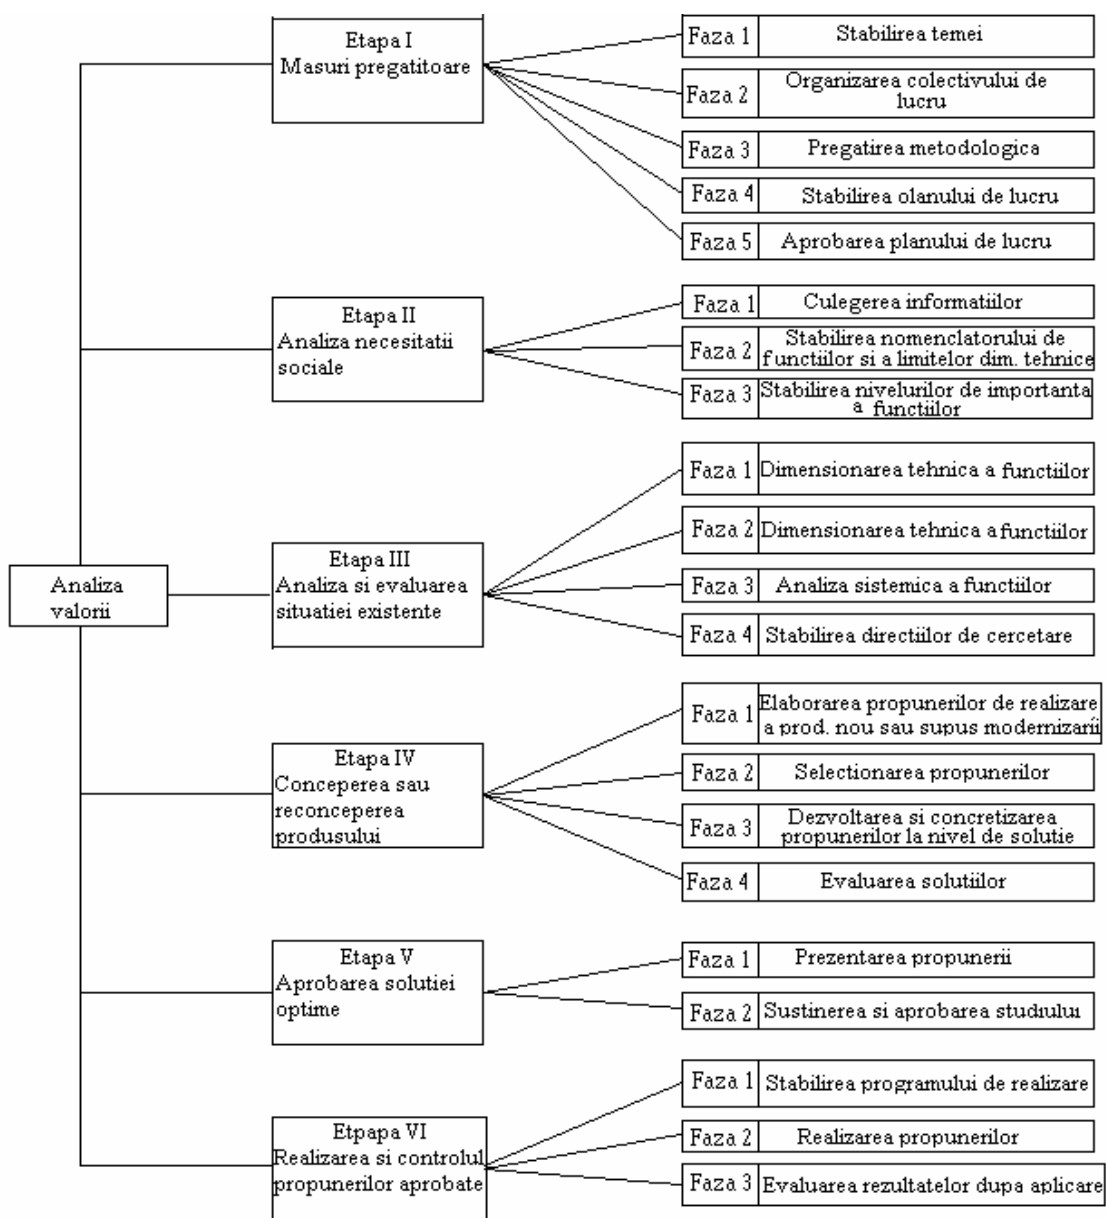 Etapa I
Masuri pregatitoare
Faza 1 Stabilirea temei
Faza 2 Organizarea colectivului de
lucru
Faza 3 Pregatirea metodologica
Faza 4 Stabilirea olanului de lucru
Faza 5 Aprobarea planului de lucru
Etapa II
Analiza necesitatii
sociale
Faza 1 Culegerea informatiilor
Faza 2 Stabilirea nomenclatorului de
functiilor si a limitelor dim. tehnice
Faza 3 Stabilirea nivelurilor de importanta
a functiilor
Analiza
valorii
Etapa III
Analiza si evaluarea
situatiei existente
Faza 1 Dimensionarea tehnica a functiilor
Faza 2 Dimensionarea tehnica a functiilor
Faza 3 Analiza sistemica a functiilor
Faza 4 Stabilirea directiilor de cercetare
Etapa IV
Conceperea sau
reconceperea
produsului
Faza 1 Elaborarea propunerilor de realizare
a prod. nou sau supus modernizarii
Faza 2 Selectionarea propunerilor
Faza 3 Dezvoltarea si concretizarea
propunerilor la nivel de solutie
Faza 4 Evaluarea solutiilor
Etapa V
Aprobarea solutiei
optime
Faza 1 Prezentarea propunerii
Faza 2 Sustinerea si aprobarea studiului
Etpapa VI
Realizarea si controlul
propunerilor aprobate
Faza 1 Stabilirea programului de realizare
Faza 2 Realizarea propunerilor
Faza 3 Evaluarea rezultatelor dupa aplicare